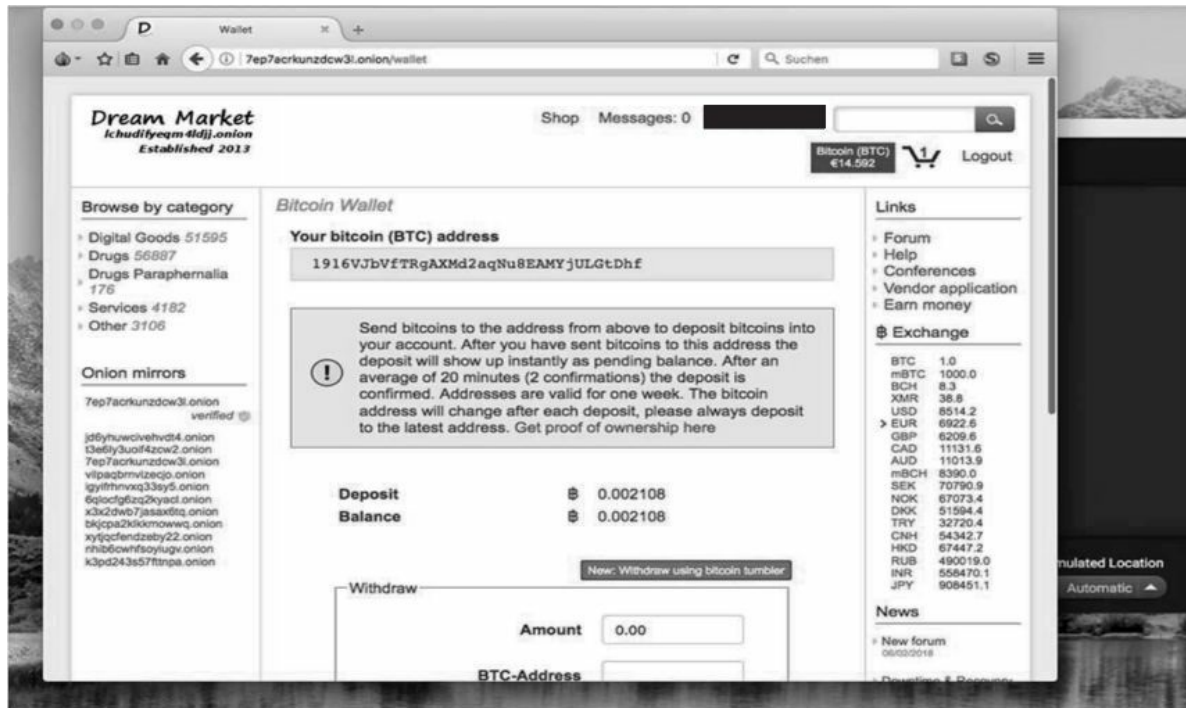 Wallet
7ep7acrkunzdcw3l.onion/wallet
Suchen
Dream Market
lchudifyeqm4ldjj.onion
Established 2013
Shop Messages: 0
Bitcoin (BTC)
€14.592
1
Logout
Browse by category
Digital Goods 51595
Drugs 56887
Drugs Paraphernalia
176
Services 4182
Other 3106
Onion mirrors
7ep7acrkunzdcw3l.onion
verified
jd6yhuwcivehvdt4.onion
t3e6ly3uoif4zcw2.onion
7ep7acrkunzdcw3l.onion
vilpaqbrnvizecjo.onion
igyifrhnvxq33sy5.onion
6qlocfg6zq2kyacl.onion
x3x2dwb7jasax6tq.onion
bkjcpa2klkkmowwq.onion
xytjqcfendzeby22.onion
nhib6cwhfsoyiugv.onion
k3pd243s57fttnpa.onion
Bitcoin Wallet
Your bitcoin (BTC) address
1916VJbVfTRgAXMd2aqNu8EAMYjULGtDhf
Send bitcoins to the address from above to deposit bitcoins into
your account. After you have sent bitcoins to this address the
deposit will show up instantly as pending balance. After an
average of 20 minutes (2 confirmations) the deposit is
confirmed. Addresses are valid for one week. The bitcoin
address will change after each deposit, please always deposit
to the latest address. Get proof of ownership here
Deposit ฿ 0.002108
Balance ฿ 0.002108
New: Withdraw using bitcoin tumbler
Withdraw
Amount 0.00
BTC-Address
Links
Forum
Help
Conferences
Vendor application
Earn money
฿ Exchange
BTC 1.0
mBTC 1000.0
BCH 8.3
XMR 38.8
USD 8514.2
EUR 6922.6
GBP 6209.6
CAD 11131.6
AUD 11013.9
mBCH 8390.0
SEK 70790.9
NOK 67073.4
DKK 51594.4
TRY 32720.4
CNH 54342.7
HKD 67447.2
RUB 490019.0
INR 558470.1
JPY 908451.1
News
New forum
06/02/2018
Downtime & Recovery
mulated Location
Automatic